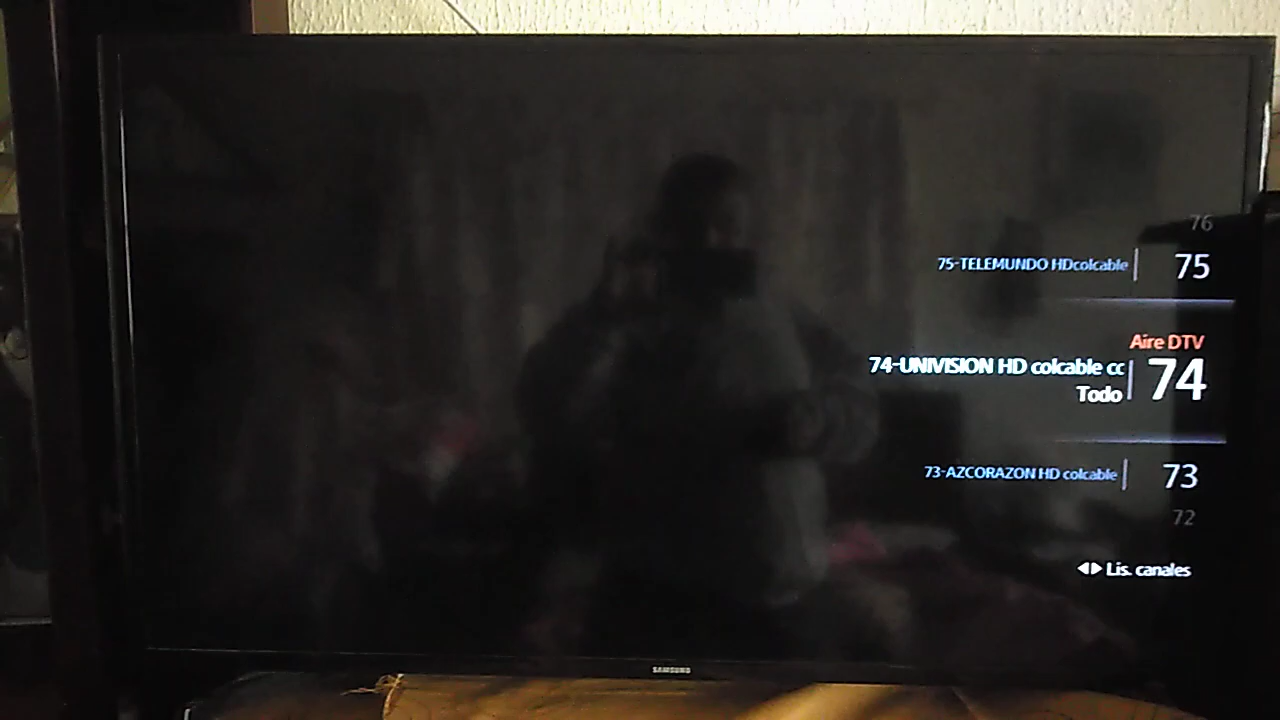 76
75-TELEMUNDO HDcolcable 75
Aire DTV
74-UNIVISION HD colcable cc 74
Todo
73-AZCORAZON HD colcable 73
72
◀▶ Lis. canales
SAMSUNG